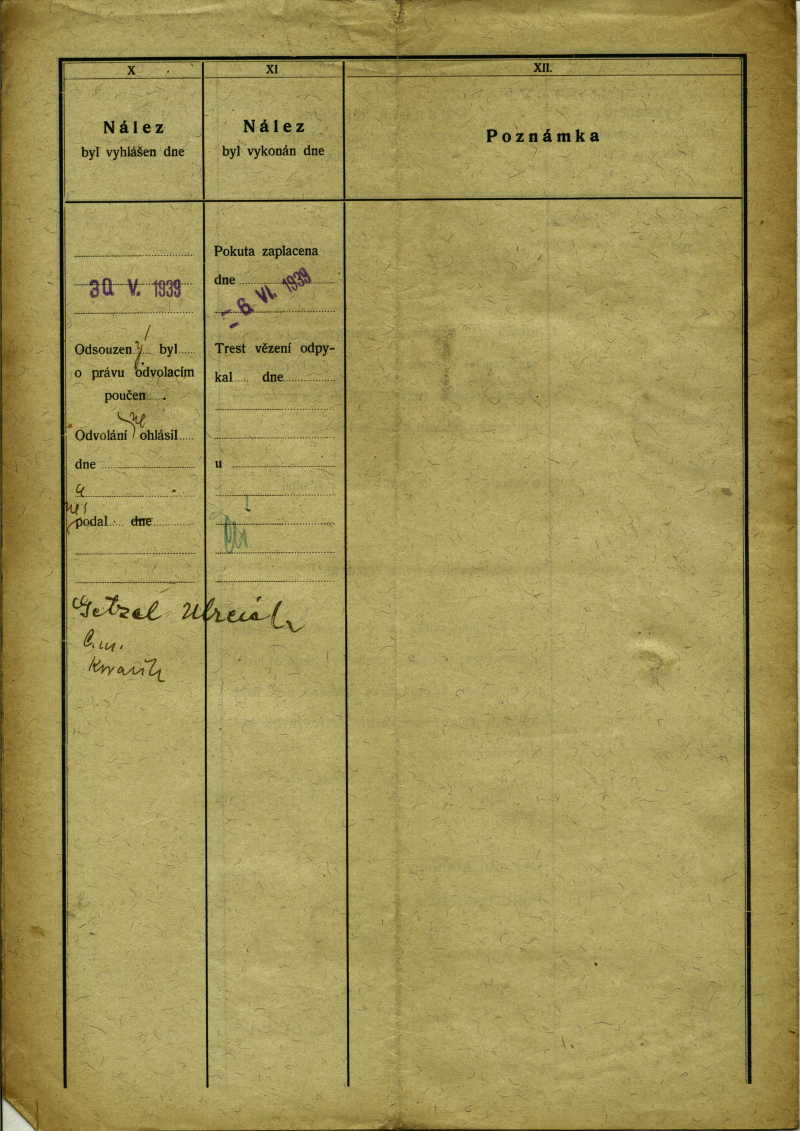 X
Nález
byl vyhlášen dne
30. V. 1939
Odsouzen ý byl
o právu odvolacím
poučen .
Odvolání ohlásil
dne
a
podal dne
Getzel
XI
Nález
byl vykonán dne
Pokuta zaplacena
dne
- 6. VI. 1939
Trest vězení odpy-
kal dne
u
XII.
Poznámka